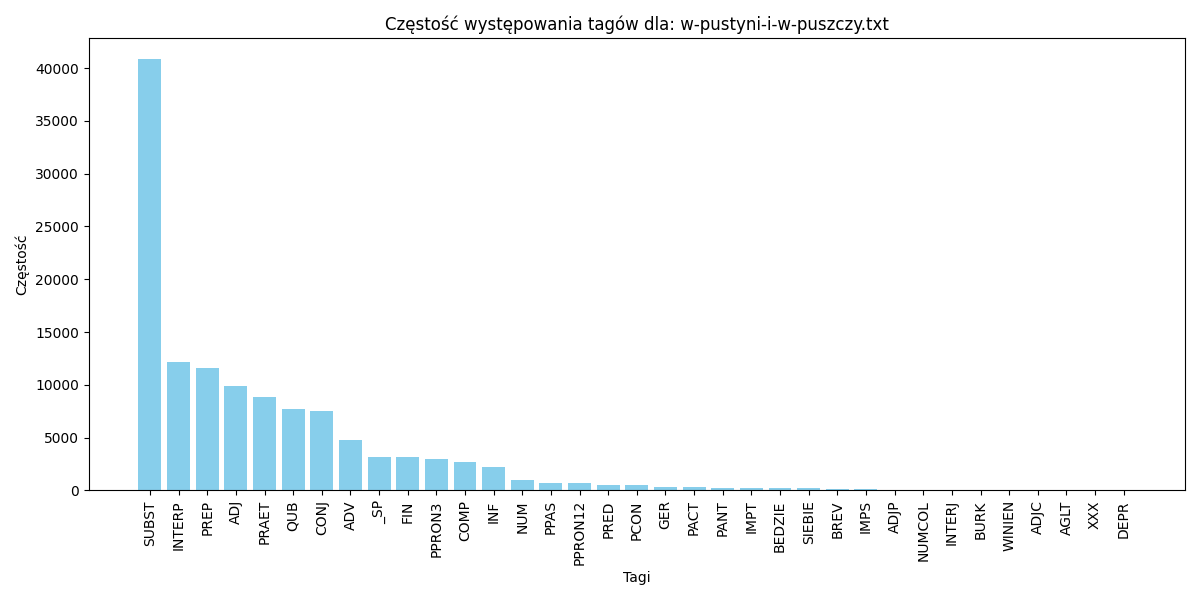 Częstość występowania tagów dla: w-pustyni-i-w-puszczy.txt
Częstość
40000
35000
30000
25000
20000
15000
10000
5000
0
SUBST
INTERP
PREP
ADJ
PRAET
QUB
CONJ
ADV
_SP
FIN
PPRON3
COMP
INF
NUM
PPAS
PPRON12
PRED
PCON
GER
PACT
PANT
IMPT
BEDZIE
SIEBIE
BREV
IMPS
ADJP
NUMCOL
INTERJ
BURK
WINIEN
ADJC
AGLT
XXX
DEPR
Tagi